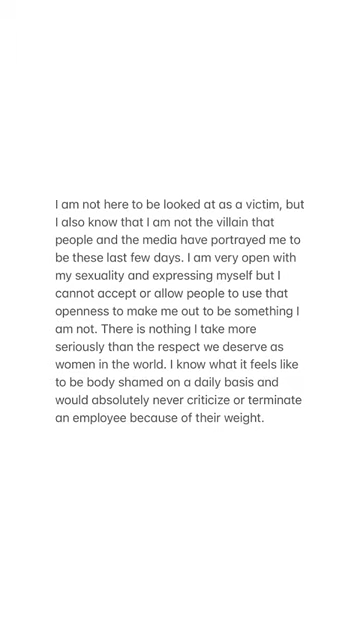 I am not here to be looked at as a victim, but
I also know that I am not the villain that
people and the media have portrayed me to
be these last few days. I am very open with
my sexuality and expressing myself but I
cannot accept or allow people to use that
openness to make me out to be something I
am not. There is nothing I take more
seriously than the respect we deserve as
women in the world. I know what it feels like
to be body shamed on a daily basis and
would absolutely never criticize or terminate
an employee because of their weight.